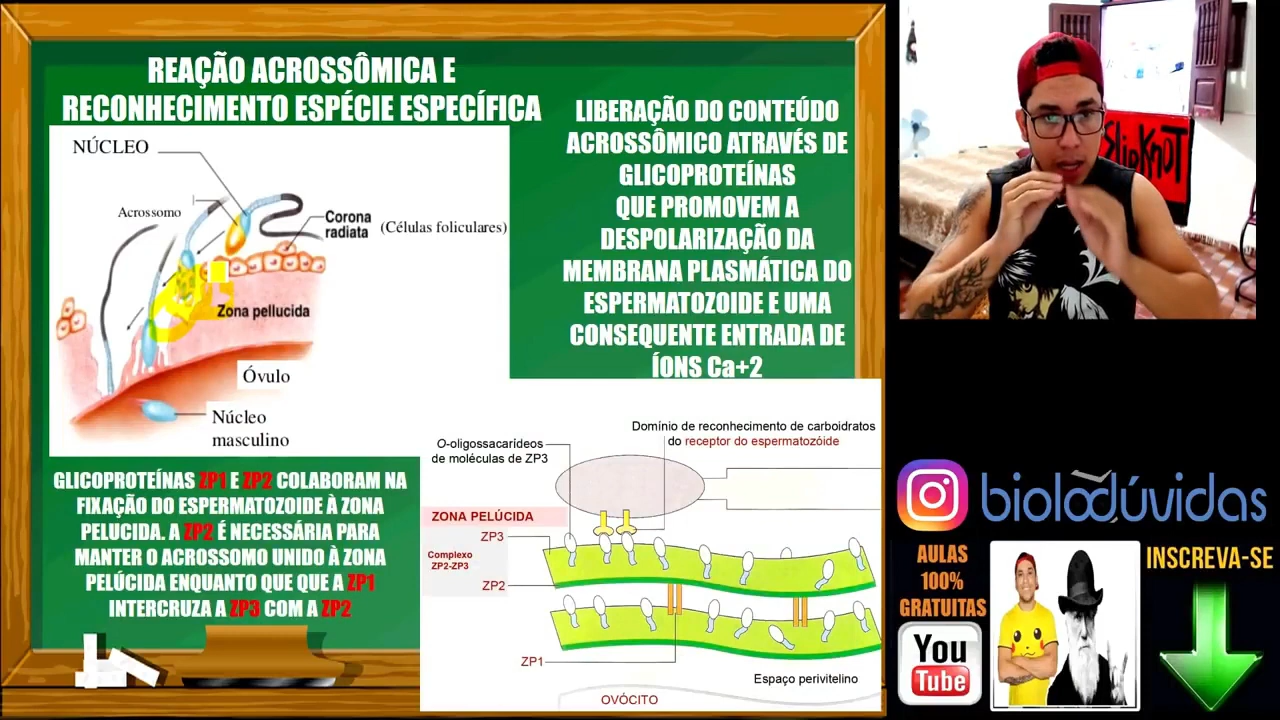 REAÇÃO ACROSSÔMICA E
RECONHECIMENTO ESPÉCIE ESPECÍFICA
NÚCLEO
Acrossomo
Corona
radiata
(Células foliculares)
Zona pellucida
Óvulo
Núcleo
masculino
LIBERAÇÃO DO CONTEÚDO
ACROSSÔMICO ATRAVÉS DE
GLICOPROTEÍNAS
QUE PROMOVEM A
DESPOLARIZAÇÃO DA
MEMBRANA PLASMÁTICA DO
ESPERMATOZOIDE E UMA
CONSEQUENTE ENTRADA DE
ÍONS Ca+2
GLICOPROTEÍNAS ZP1 E ZP2 COLABORAM NA
FIXAÇÃO DO ESPERMATOZOIDE À ZONA
PELUCIDA. A ZP2 É NECESSÁRIA PARA
MANTER O ACROSSOMO UNIDO À ZONA
PELÚCIDA ENQUANTO QUE QUE A ZP1
INTERCRUZA A ZP3 COM A ZP2
Domínio de reconhecimento de carboidratos
do receptor do espermatozóide
O-oligossacarídeos
de moléculas de ZP3
ZONA PELÚCIDA
ZP3
Complexo
ZP2-ZP3
ZP2
ZP1
Espaço perivitelino
OVÓCITO
SlipKnoT
biolodúvidas
AULAS
100%
GRATUITAS
You
Tube
INSCREVA-SE